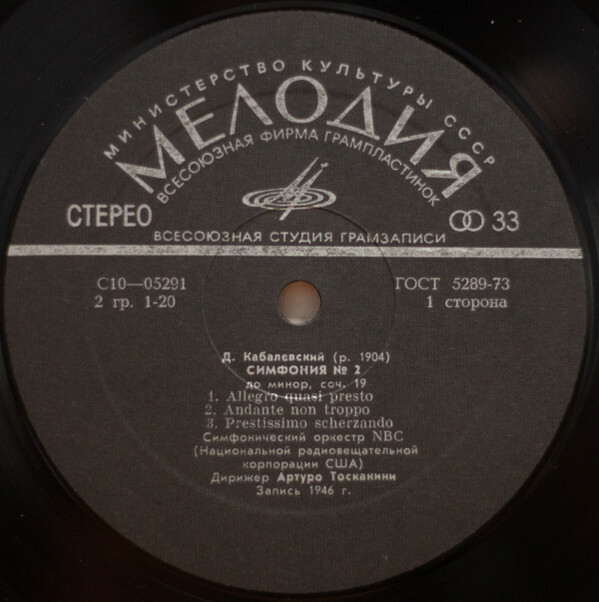 МИНИСТЕРСТВО КУЛЬТУРЫ СССР
МЕЛОДИЯ
ВСЕСОЮЗНАЯ ФИРМА ГРАМПЛАСТИНОК
СТЕРЕО
33
ВСЕСОЮЗНАЯ СТУДИЯ ГРАМЗАПИСИ
С10—05291 ГОСТ 5289-73
2 гр. 1-20 1 сторона
Д. Кабалевский (р. 1904)
СИМФОНИЯ № 2
до минор, соч. 19
1. Allegro quasi presto
2. Andante non troppo
3. Prestissimo scherzando
Симфонический оркестр NBC
(Национальной радиовещательной
корпорации США)
Дирижер Артуро Тосканини
Запись 1946 г.